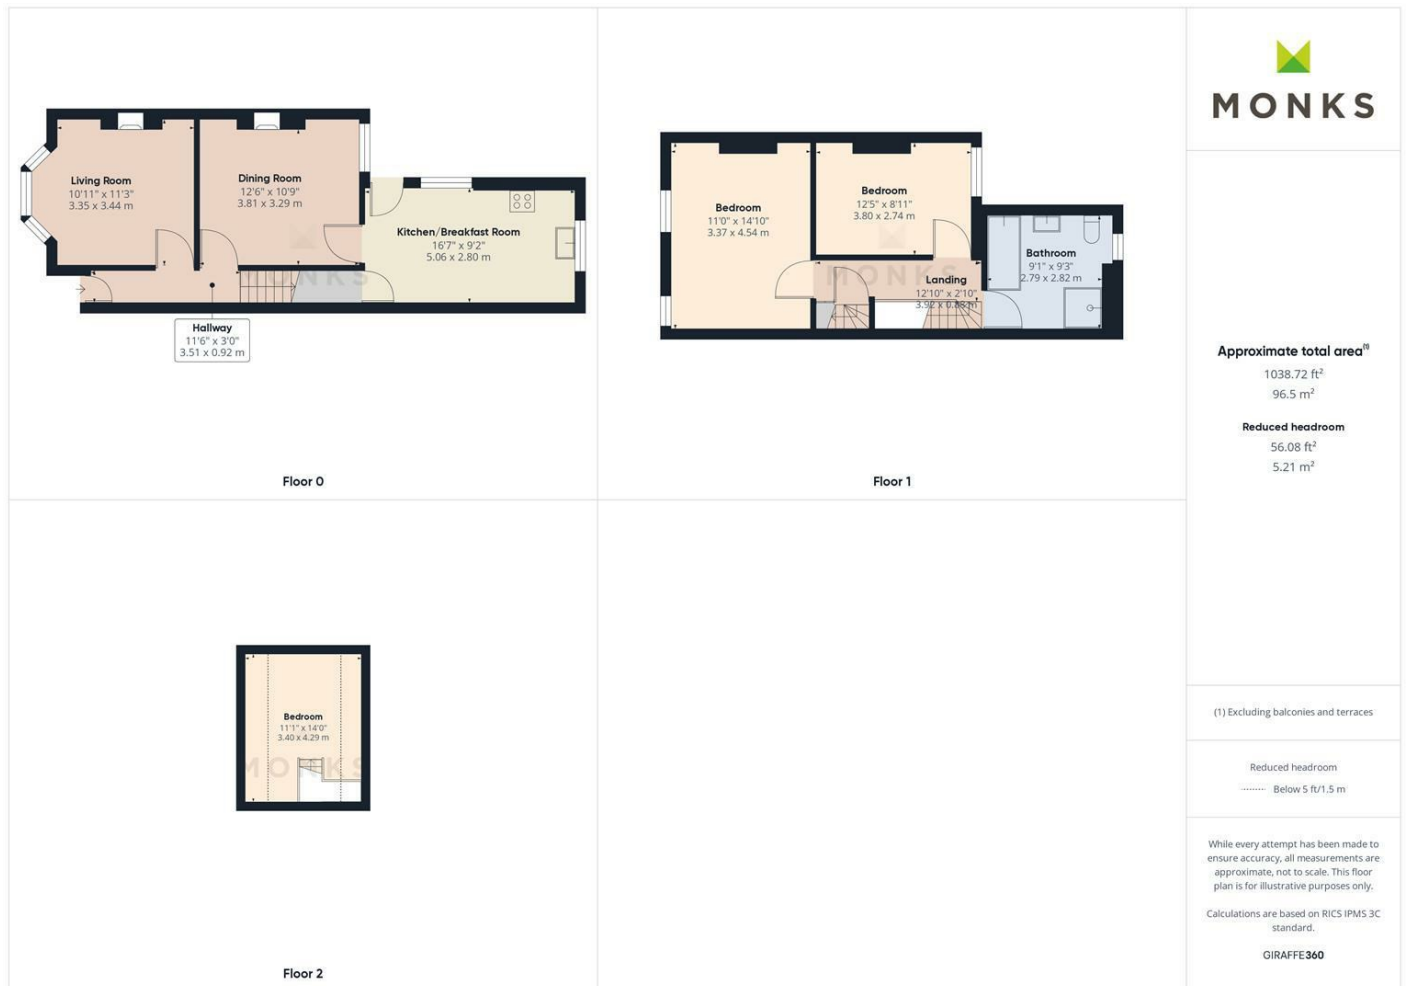 Living Room
10'11" x 11'3"
3.35 x 3.44 m
Dining Room
12'6" x 10'9"
3.81 x 3.29 m
Kitchen/Breakfast Room
16'7" x 9'2"
5.06 x 2.80 m
MONKS
Hallway
11'6" x 3'0"
3.51 x 0.92 m
Floor 0
Bedroom
11'0" x 14'10"
3.37 x 4.54 m
Bedroom
12'5" x 8'11"
3.80 x 2.74 m
MONKS
Landing
12'10" x 2'10"
Bathroom
9'1" x 9'3"
2.79 x 2.82 m
Floor 1
Bedroom
11'1" x 14'0"
3.40 x 4.29 m
MONKS
Floor 2
MONKS
Approximate total area(1)
1038.72 ft²
96.5 m²
Reduced headroom
56.08 ft²
5.21 m²
(1) Excluding balconies and terraces
Reduced headroom
Below 5 ft/1.5 m
While every attempt has been made to
ensure accuracy, all measurements are
approximate, not to scale. This floor
plan is for illustrative purposes only.
Calculations are based on RICS IPMS 3C
standard.
GIRAFFE360